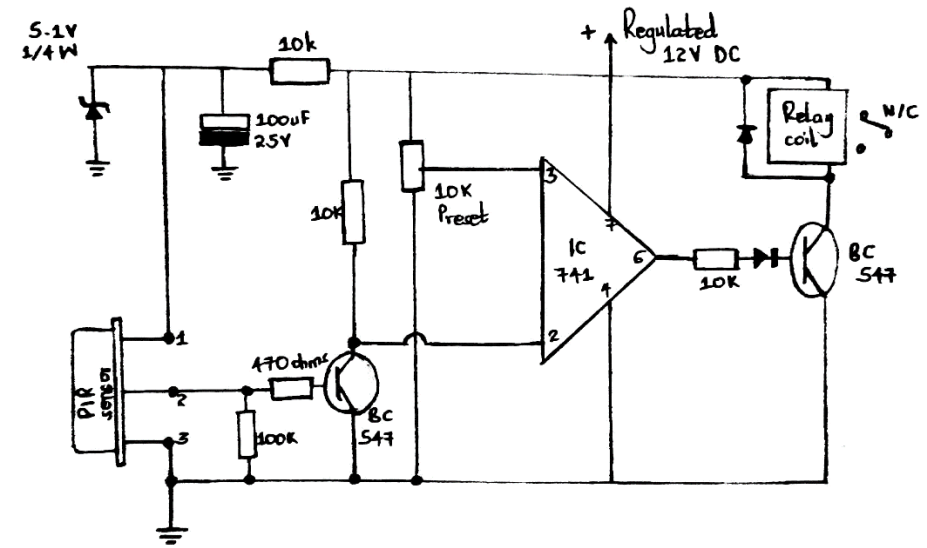 5.1V
1/4 W
10k
+ Regulated
12V DC
100uF
25V
Relay
coil
N/C
10K
10K
Preset
3
7
IC
741
6
4
2
10K
BC
547
PIR
sensor
1
2
3
470 ohms
100K
BC
547